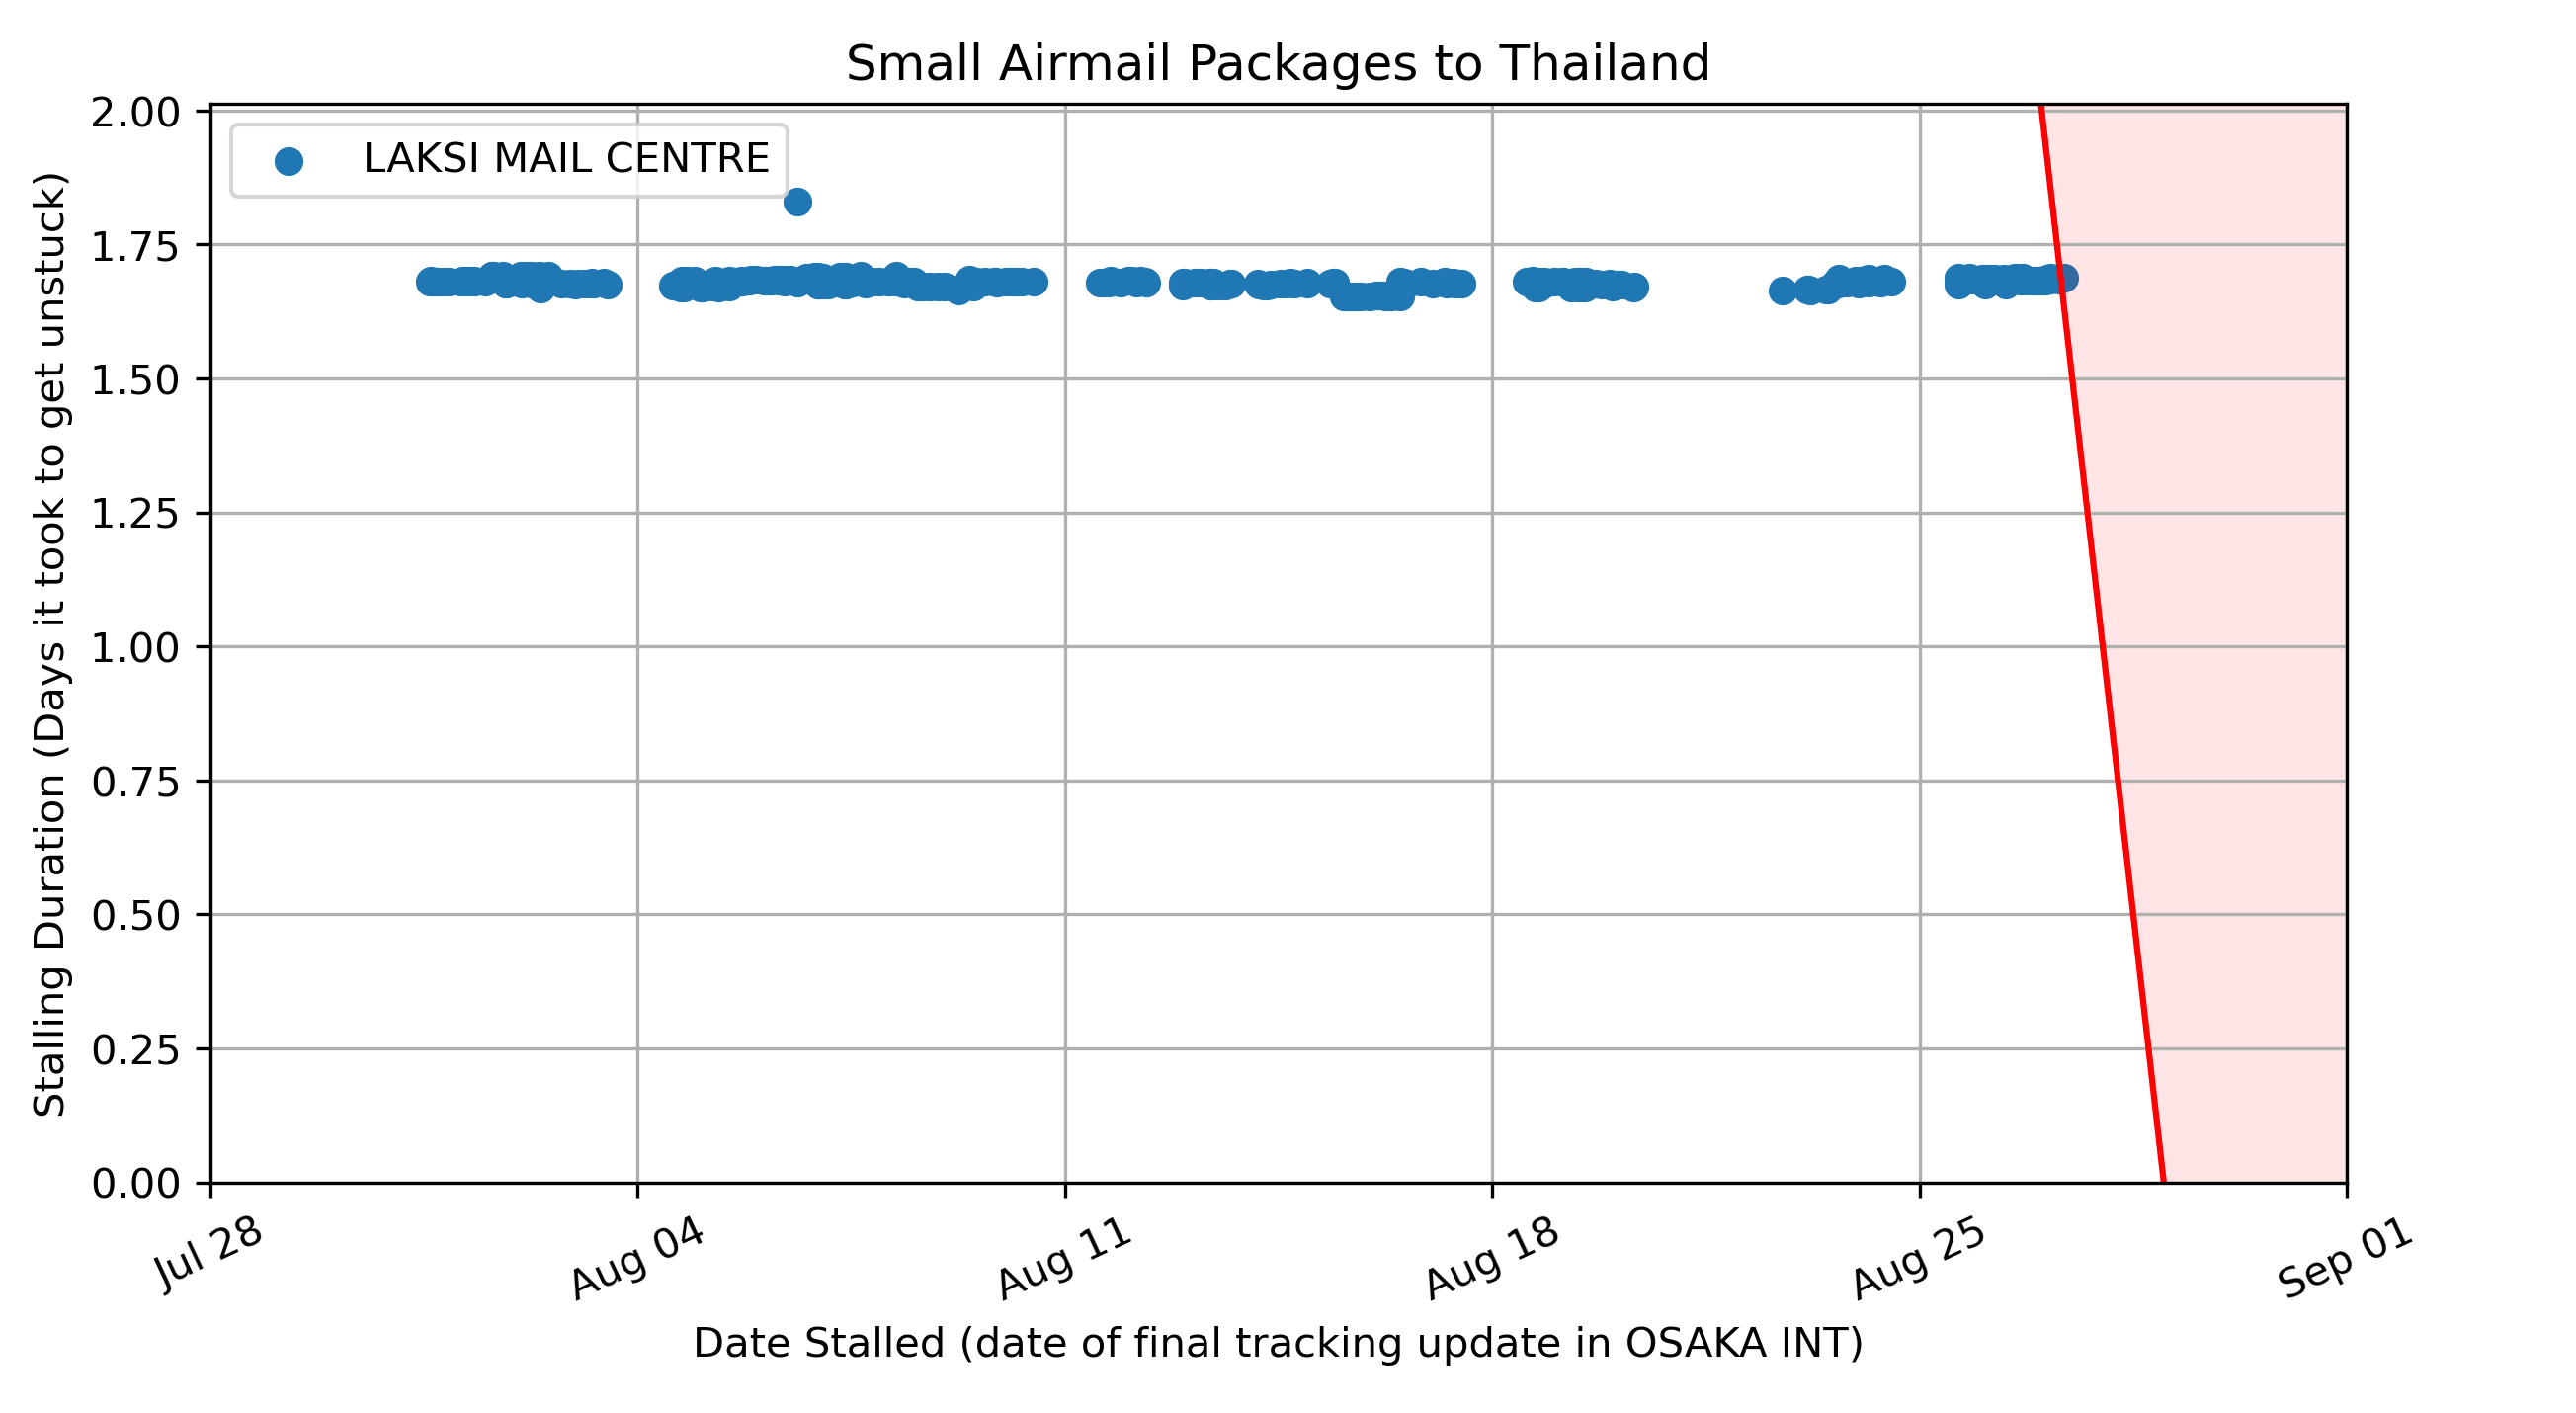 Small Airmail Packages to Thailand
LAKSI MAIL CENTRE
Stalling Duration (Days it took to get unstuck)
2.00
1.75
1.50
1.25
1.00
0.75
0.50
0.25
0.00
Jul 28
Aug 04
Aug 11
Aug 18
Aug 25
Sep 01
Date Stalled (date of final tracking update in OSAKA INT)